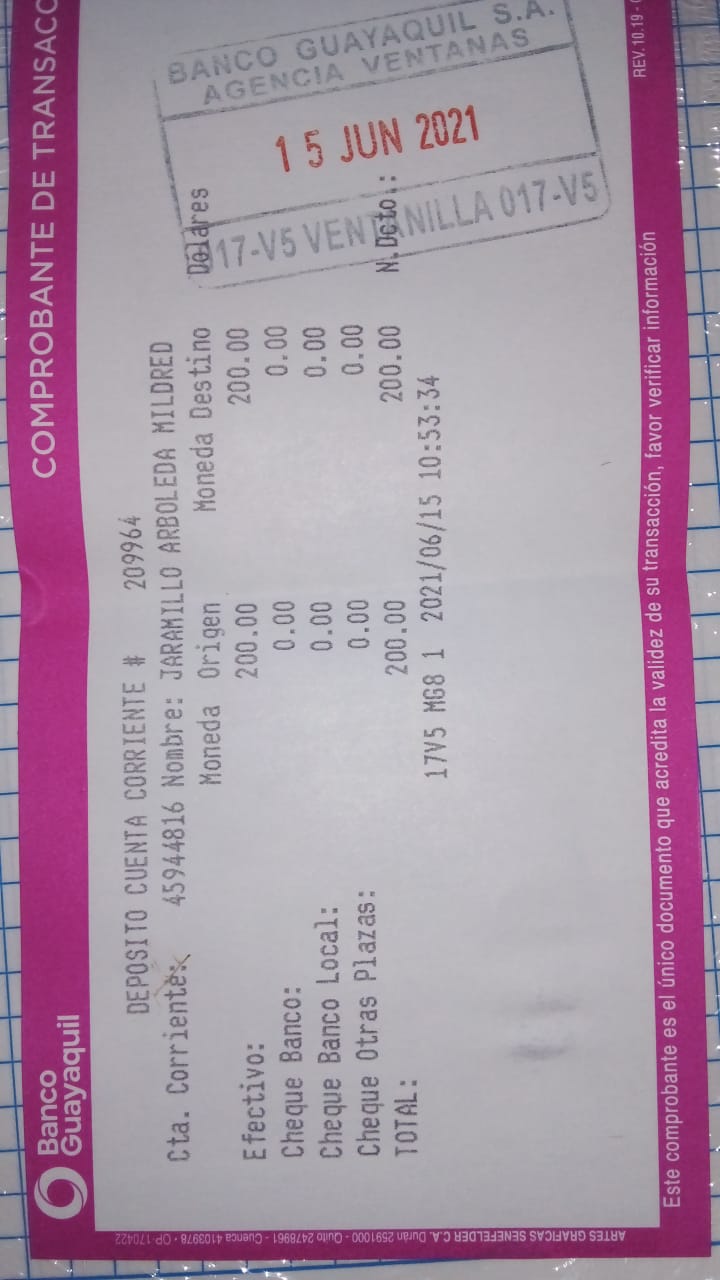 Banco
Guayaquil
COMPROBANTE DE TRANSACC
BANCO GUAYAQUIL S.A.
AGENCIA VENTANAS
15 JUN 2021
017-V5 VENTANILLA 017-V5
DEPOSITO CUENTA CORRIENTE # 209964
Cta. Corriente: 45944816 Nombre: JARAMILLO ARBOLEDA MILDRED
Moneda Origen Moneda Destino Dolares
Efectivo: 200.00 200.00
Cheque Banco: 0.00 0.00
Cheque Banco Local: 0.00 0.00
Cheque Otras Plazas: 0.00 0.00
TOTAL: 200.00 200.00 N.Dcto.:
17V5 MG8 1 2021/06/15 10:53:34
Este comprobante es el único documento que acredita la validez de su transacción, favor verificar información
REV.10.19 -
ARTES GRAFICAS SENEFELDER C.A. Durán 2591000 - Quito 2478961 - Cuenca 4103978 • OP-170422